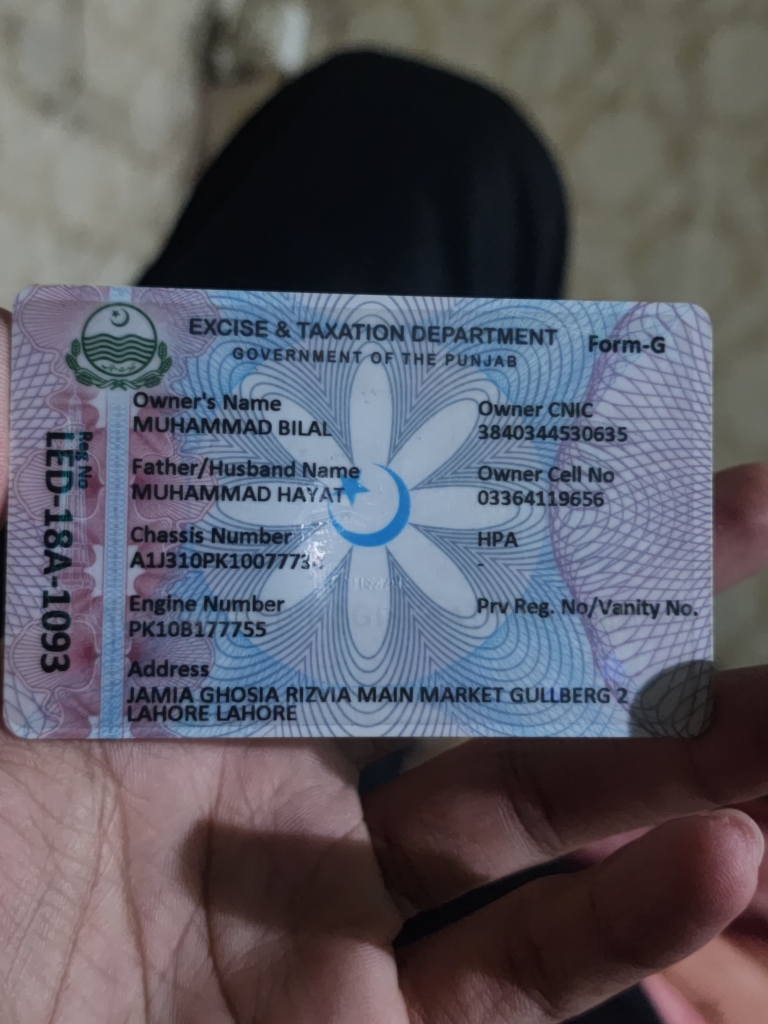 EXCISE & TAXATION DEPARTMENT
GOVERNMENT OF THE PUNJAB
Form-G
Reg No
LED-18A-1093
Owner's Name
MUHAMMAD BILAL
Owner CNIC
3840344530635
Father/Husband Name
MUHAMMAD HAYAT
Owner Cell No
03364119656
Chassis Number
HPA
-
Engine Number
PK10B177755
Prv Reg. No/Vanity No.
Address
JAMIA GHOSIA RIZVIA MAIN MARKET GULLBERG 2
LAHORE LAHORE